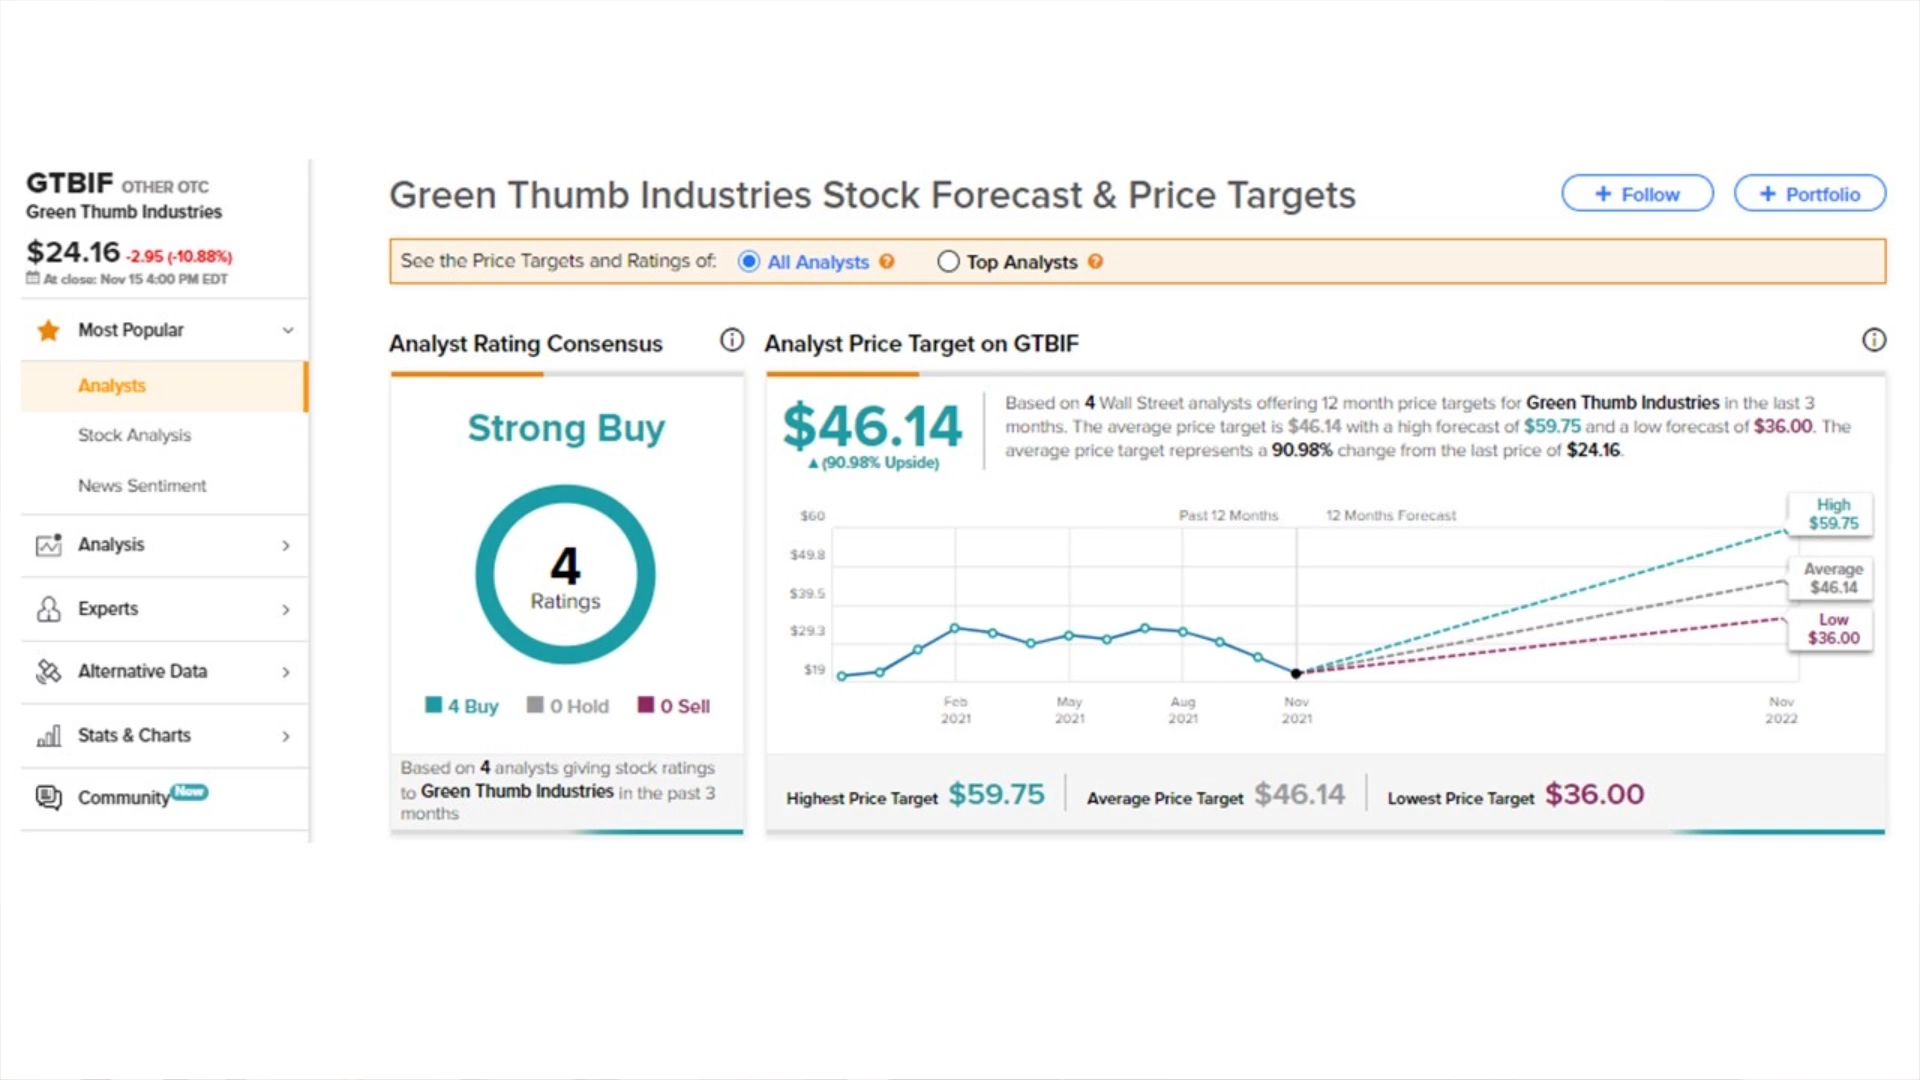 GTBIF OTHER OTC
Green Thumb Industries
$24.16 -2.95 (-10.88%)
At close: Nov 15 4:00 PM EDT
Most Popular
Analysts
Stock Analysis
News Sentiment
Analysis
Experts
Alternative Data
Stats & Charts
Community New
Green Thumb Industries Stock Forecast & Price Targets
+ Follow
+ Portfolio
See the Price Targets and Ratings of: All Analysts ? Top Analysts ?
Analyst Rating Consensus
Strong Buy
4
Ratings
4 Buy 0 Hold 0 Sell
Based on 4 analysts giving stock ratings
to Green Thumb Industries in the past 3
months
Analyst Price Target on GTBIF
$46.14
▲(90.98% Upside)
Based on 4 Wall Street analysts offering 12 month price targets for Green Thumb Industries in the last 3
months. The average price target is $46.14 with a high forecast of $59.75 and a low forecast of $36.00. The
average price target represents a 90.98% change from the last price of $24.16.
Past 12 Months 12 Months Forecast
$60
$49.8
$39.5
$29.3
$19
High
$59.75
Average
$46.14
Low
$36.00
Feb
2021
May
2021
Aug
2021
Nov
2021
Nov
2022
Highest Price Target $59.75 Average Price Target $46.14 Lowest Price Target $36.00